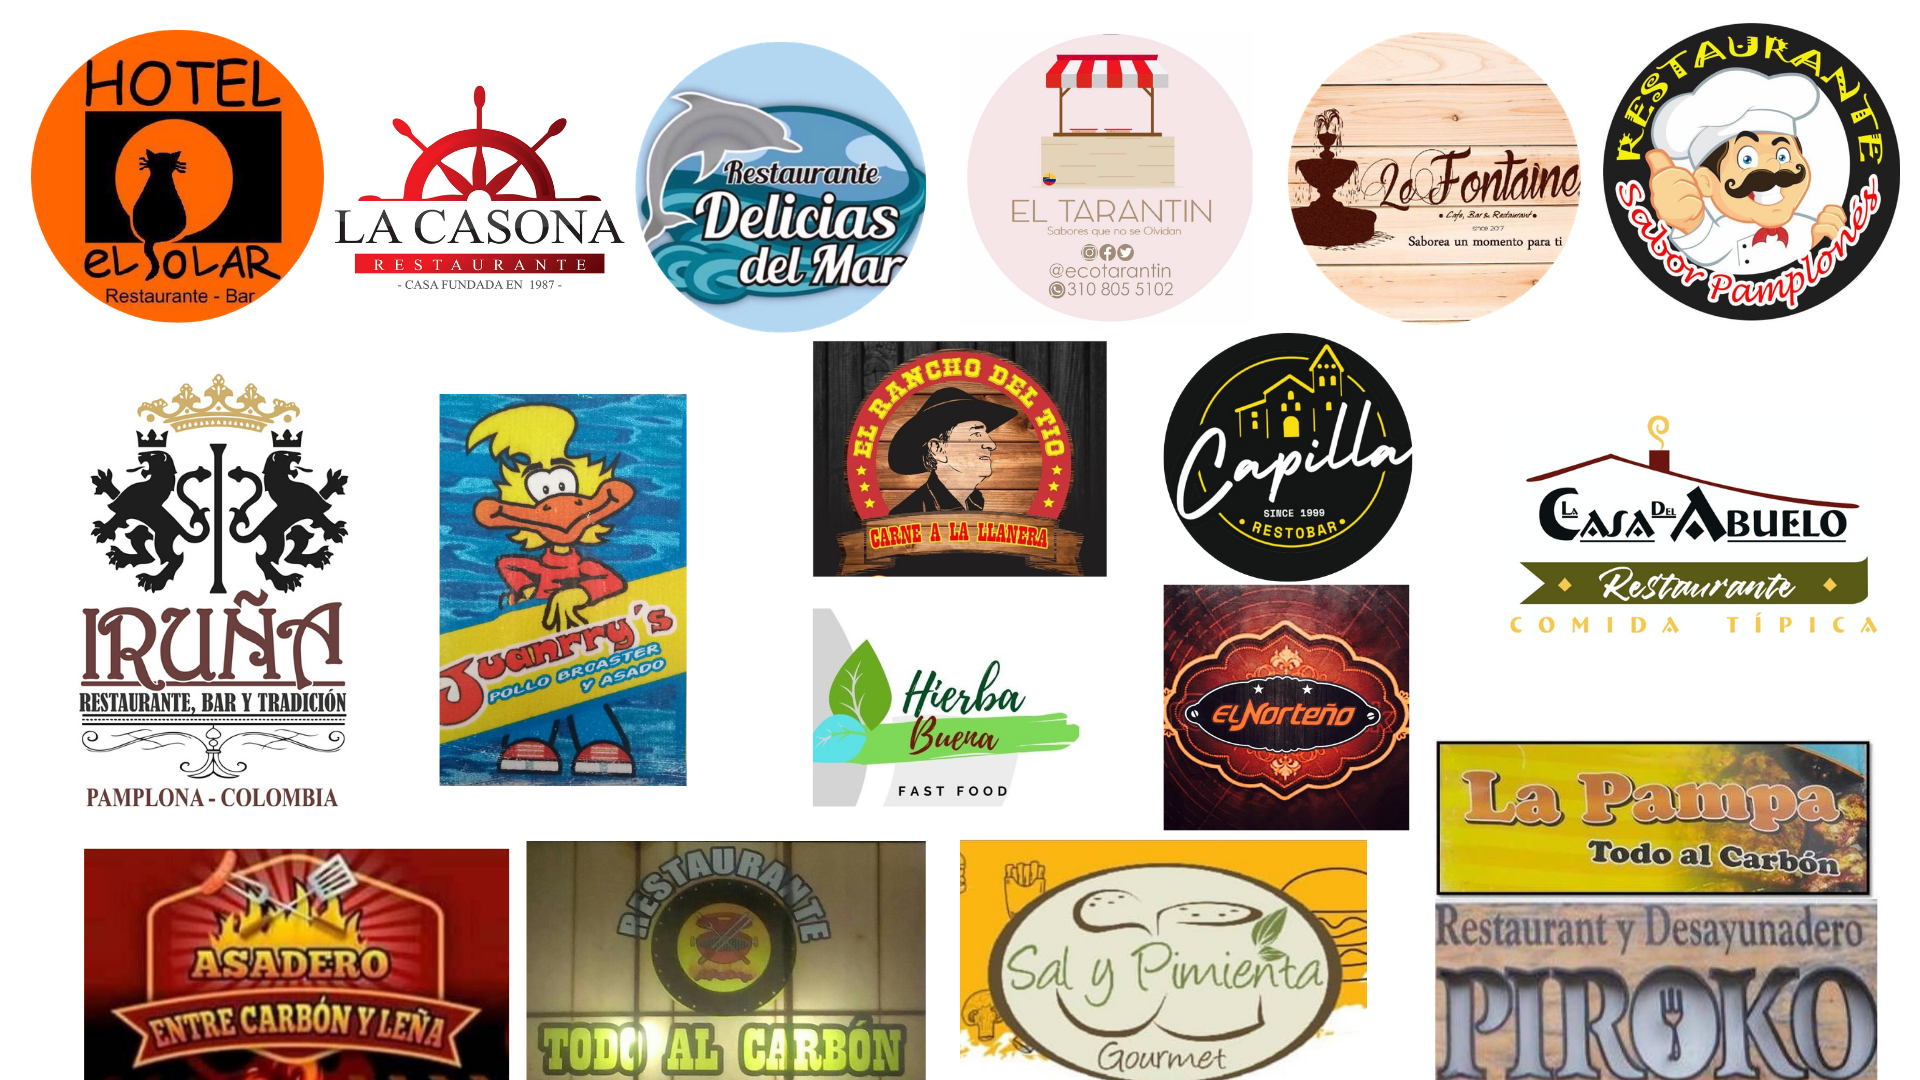 HOTEL
eL SoLAR
Restaurante - Bar
LA CASONA
RESTAURANTE
- CASA FUNDADA EN 1987 -
Restaurante
Delicias
del Mar
EL TARANTIN
Sabores que no se Olvidan
@ecotarantin
310 805 5102
La Fontaine
• Cafe, Bar & Restaurant •
since 2017
Saborea un momento para ti
RESTAURANTE
Sabor Pamplonés
IRUÑA
RESTAURANTE, BAR Y TRADICIÓN
PAMPLONA - COLOMBIA
Juanrry's
POLLO BROASTER
Y ASADO
EL RANCHO DEL TIO
CARNE A LA LLANERA
Capilla
SINCE 1999
• RESTOBAR •
LA CASA DEL ABUELO
Restaurante
COMIDA TÍPICA
Hierba
Buena
FAST FOOD
EL NORTEÑO
La Pampa
Todo al Carbón
ASADERO
ENTRE CARBÓN Y LEÑA
RESTAURANTE
TODO AL CARBÓN
Sal y Pimienta
Gourmet
Restaurant y Desayunadero
PIROKO